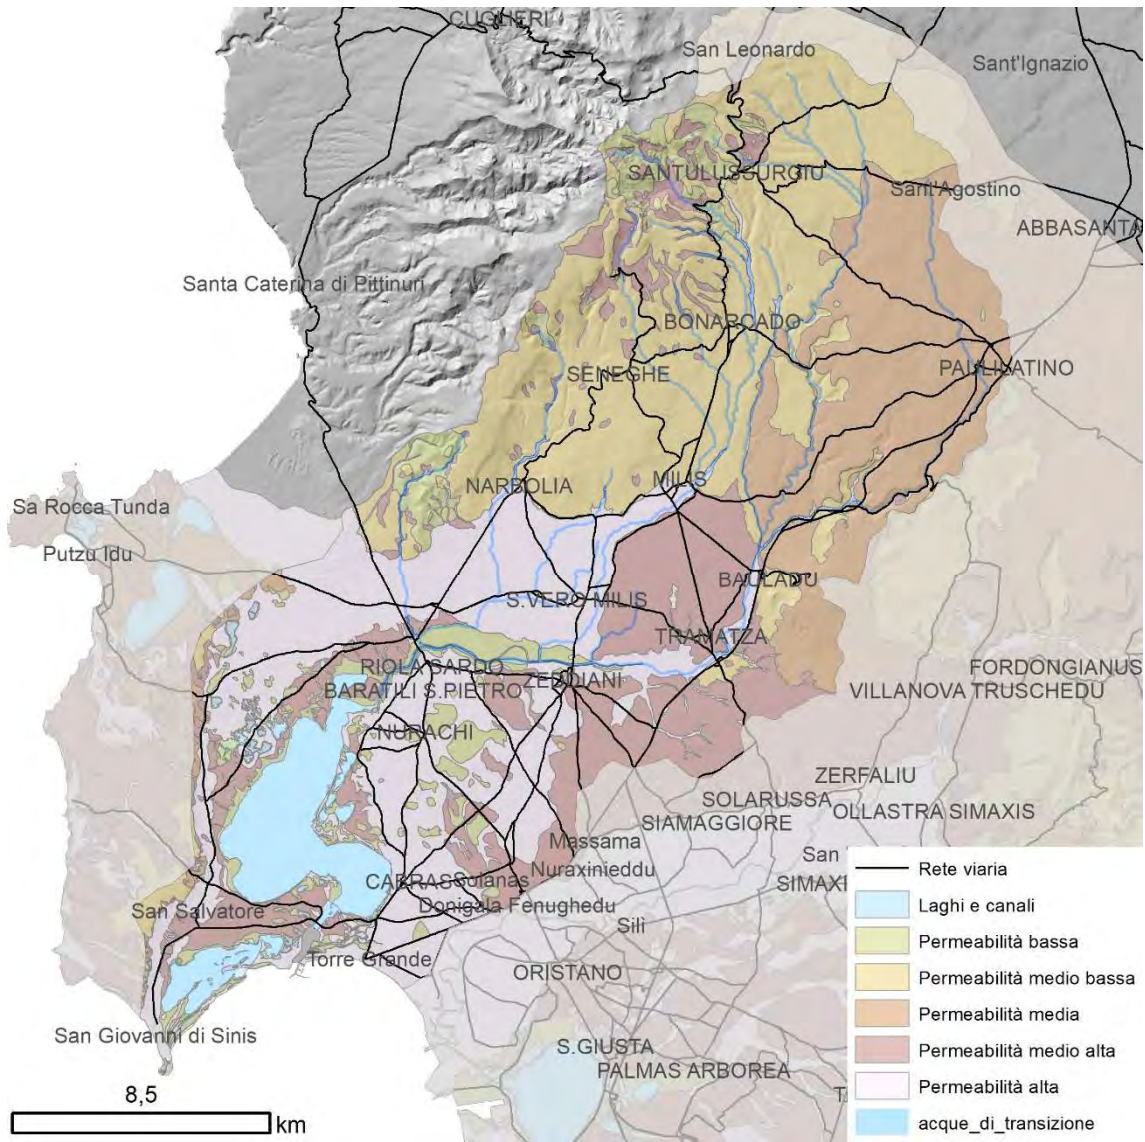 CUGLIERI
San Leonardo
Sant'Ignazio
SANTULUSSURGIU
Sant'Agostino
ABBASANTA
Santa Caterina di Pittinuri
BONARCADO
SENEGHE
PAULILATINO
NARBOLIA
MILIS
Sa Rocca Tunda
Putzu Idu
BAULADU
S.VERO MILIS
TRAMATZA
RIOLA SARDO
ZEDDIANI
FORDONGIANUS
BARATILI S.PIETRO
VILLANOVA TRUSCHEDU
NURACHI
ZERFALIU
SOLARUSSA
OLLASTRA SIMAXIS
SIAMAGGIORE
Massama
San
Nuraxinieddu
CABRAS
Solanas
SIMAXI
Donigala Fenughedu
San Salvatore
Sili
Torre Grande
ORISTANO
San Giovanni di Sinis
S.GIUSTA
PALMAS ARBOREA
8,5
km
Rete viaria
Laghi e canali
Permeabilità bassa
Permeabilità medio bassa
Permeabilità media
Permeabilità medio alta
Permeabilità alta
acque_di_transizione